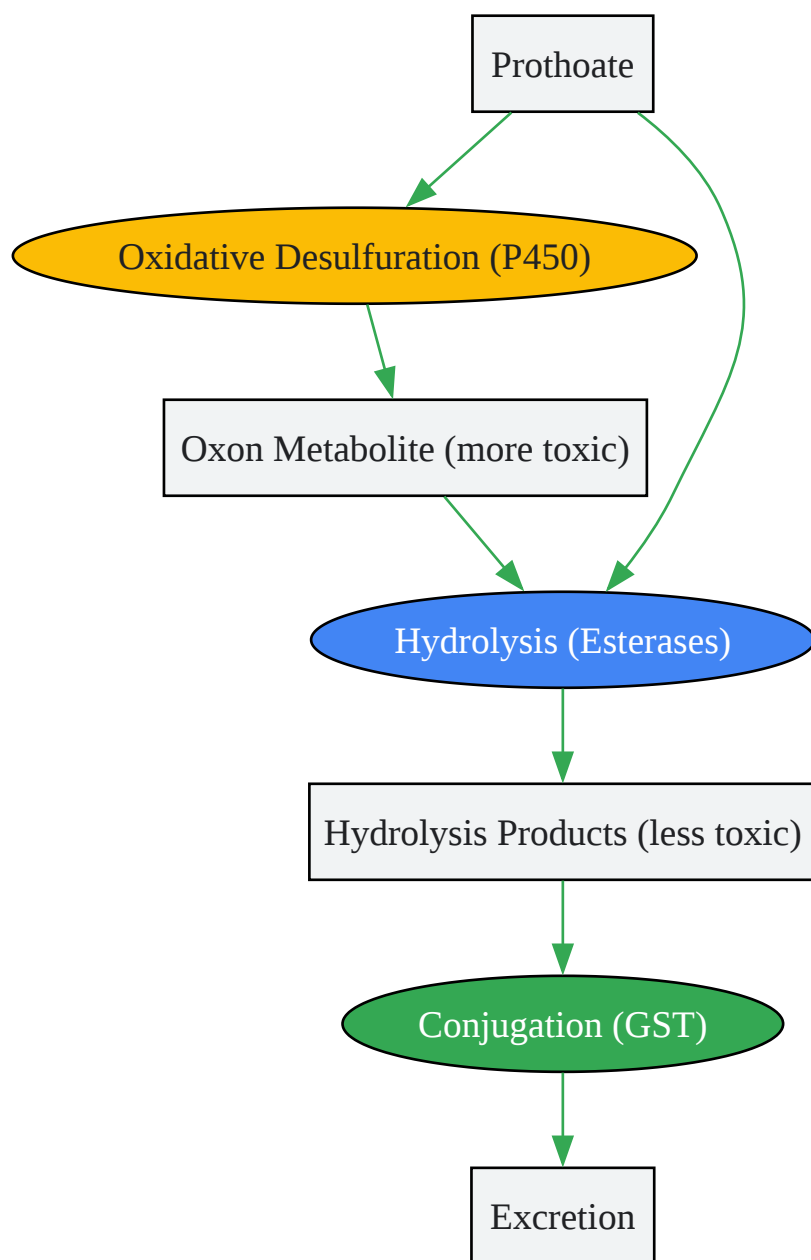 Prothoate
Oxidative Desulfuration (P450)
Oxon Metabolite (more toxic)
Hydrolysis (Esterases)
Hydrolysis Products (less toxic)
Conjugation (GST)
Excretion